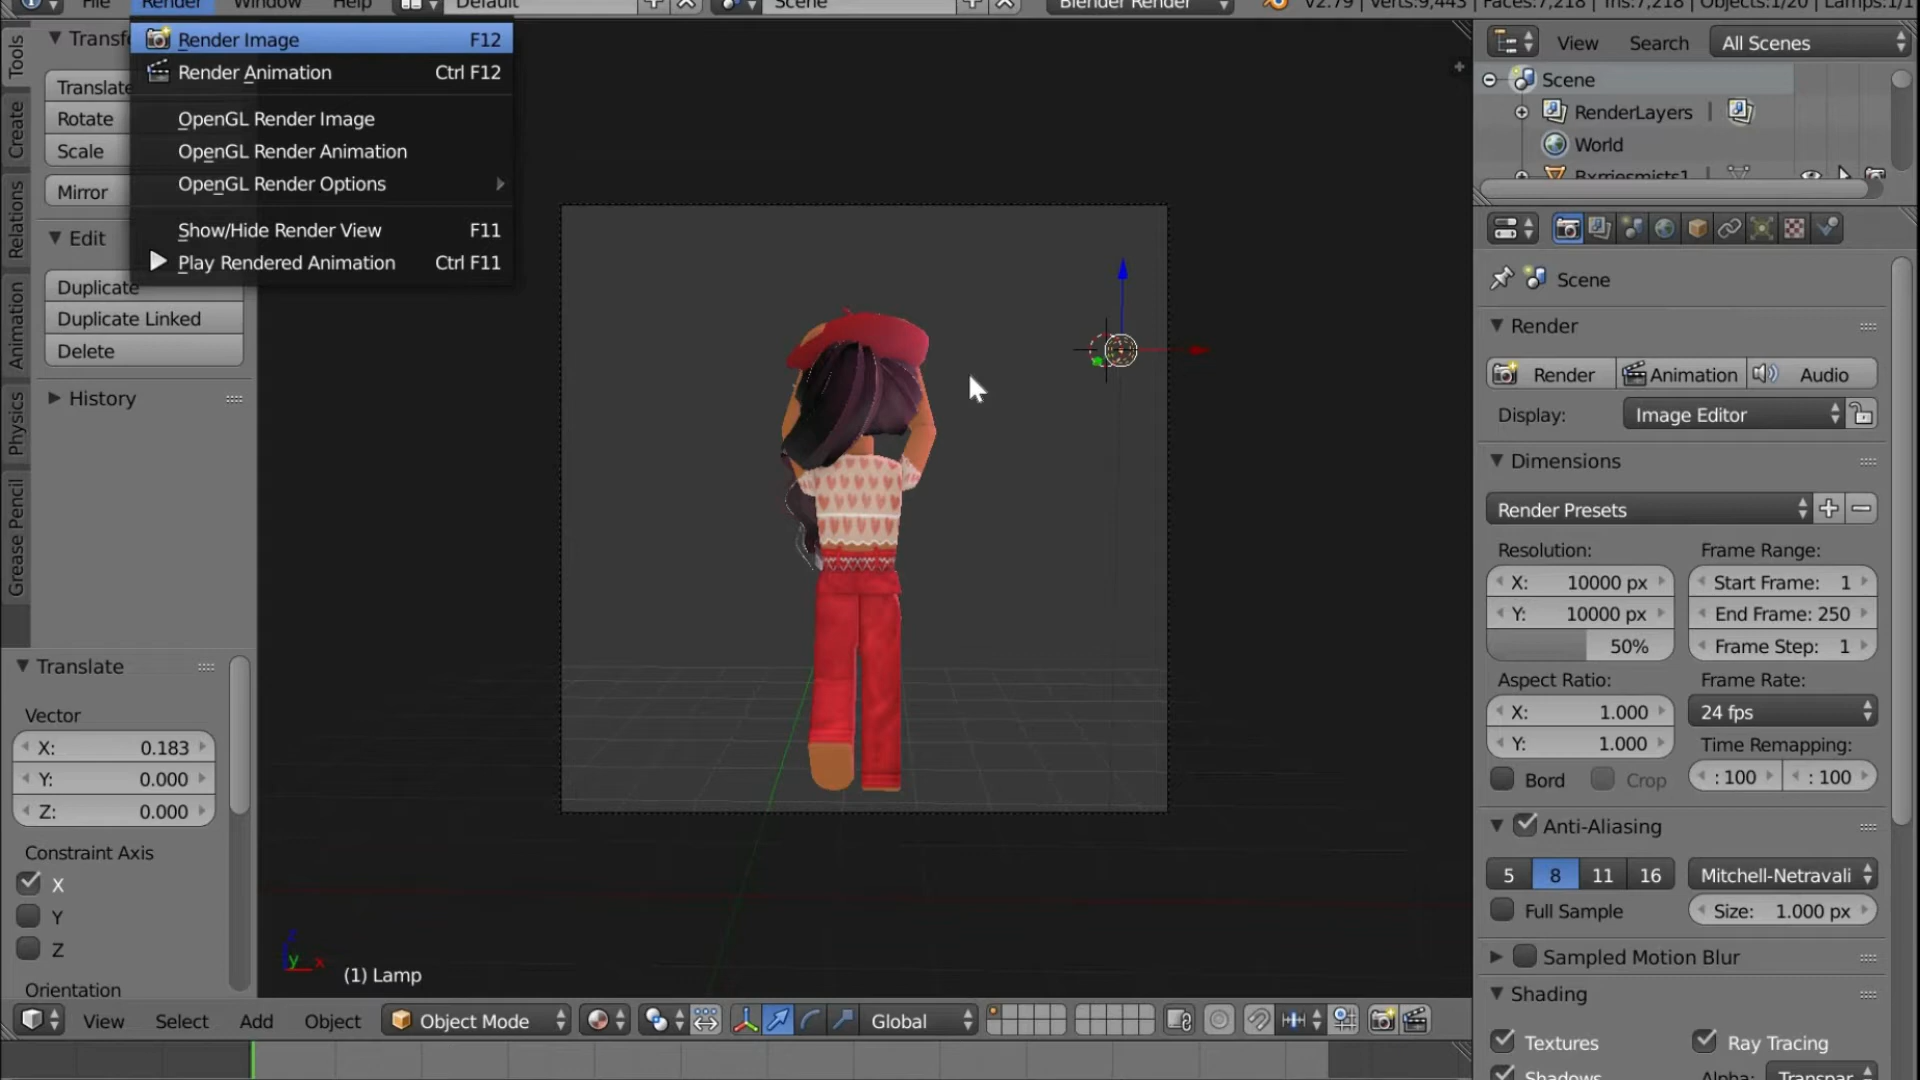 File Render Window Help Default Scene Blender Render v2.79 | Verts:9,443 | Faces:7,218 | Tris:7,218 | Objects:1/20 | Lamps:1/1
Render Image F12
Render Animation Ctrl F12
OpenGL Render Image
OpenGL Render Animation
OpenGL Render Options
Show/Hide Render View F11
Play Rendered Animation Ctrl F11
Tools
Create
Relations
Animation
Physics
Grease Pencil
Transf
Translate
Rotate
Scale
Mirror
Edit
Duplicate
Duplicate Linked
Delete
History
Translate
Vector
X: 0.183
Y: 0.000
Z: 0.000
Constraint Axis
X
Y
Z
Orientation
z
y x
(1) Lamp
View Select Add Object Object Mode Global
View Search All Scenes
Scene
RenderLayers |
World
Bxrriesmists1
Scene
Render
Render Animation Audio
Display: Image Editor
Dimensions
Render Presets
Resolution: Frame Range:
X: 10000 px Start Frame: 1
Y: 10000 px End Frame: 250
50% Frame Step: 1
Aspect Ratio: Frame Rate:
X: 1.000 24 fps
Y: 1.000 Time Remapping:
Bord Crop : 100 : 100
Anti-Aliasing
5 8 11 16 Mitchell-Netravali
Full Sample Size: 1.000 px
Sampled Motion Blur
Shading
Textures Ray Tracing
Shadows Alpha: Transpar